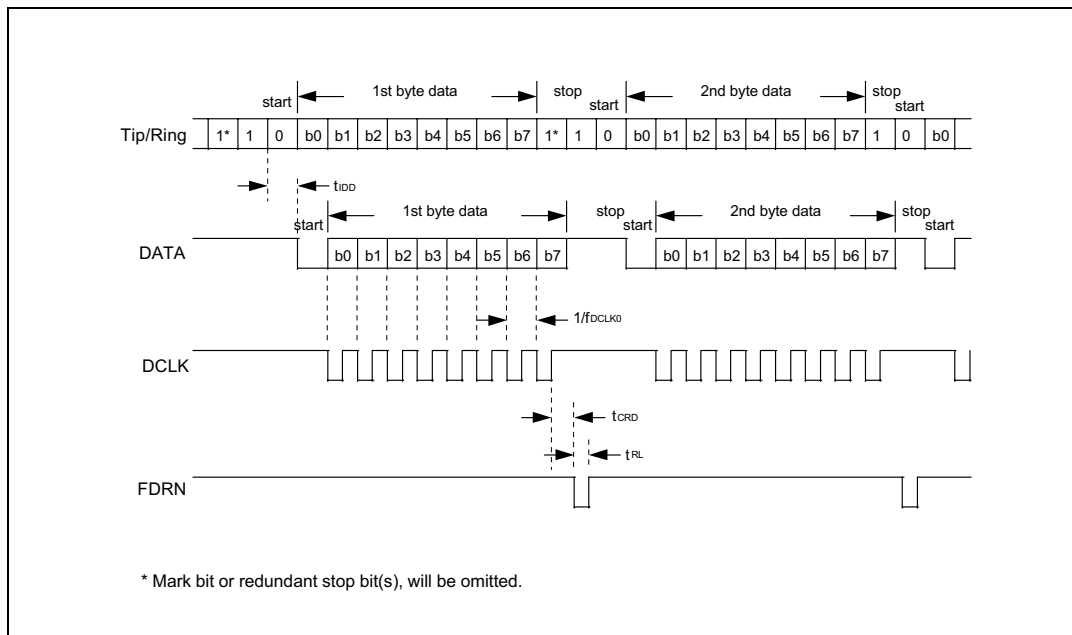 1st byte data stop 2nd byte data stop
start start start
Tip/Ring 1* 1 0 b0 b1 b2 b3 b4 b5 b6 b7 1* 1 0 b0 b1 b2 b3 b4 b5 b6 b7 1 0 b0
tIDD
1st byte data stop 2nd byte data stop
start start start
DATA b0 b1 b2 b3 b4 b5 b6 b7 b0 b1 b2 b3 b4 b5 b6 b7
1/fDCLK0
DCLK
tCRD
tRL
FDRN
* Mark bit or redundant stop bit(s), will be omitted.